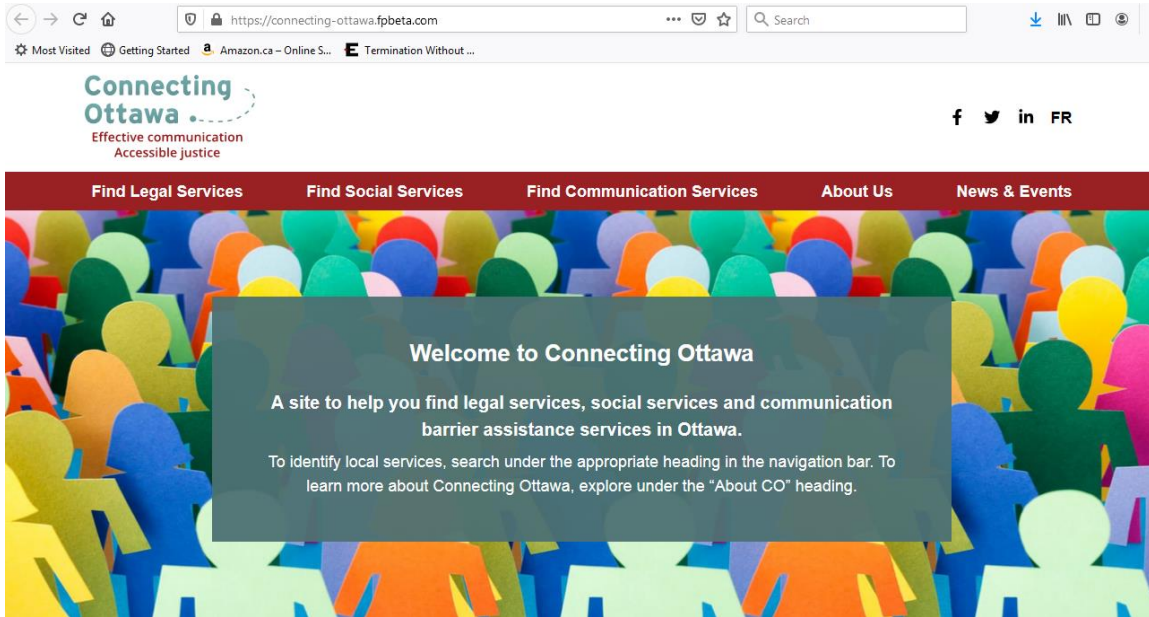 https://connecting-ottawa.fpbeta.com
Search
Most Visited Getting Started Amazon.ca – Online S... Termination Without ...
Connecting
Ottawa
Effective communication
Accessible justice
FR
Find Legal Services Find Social Services Find Communication Services About Us News & Events
Welcome to Connecting Ottawa
A site to help you find legal services, social services and communication
barrier assistance services in Ottawa.
To identify local services, search under the appropriate heading in the navigation bar. To
learn more about Connecting Ottawa, explore under the “About CO” heading.